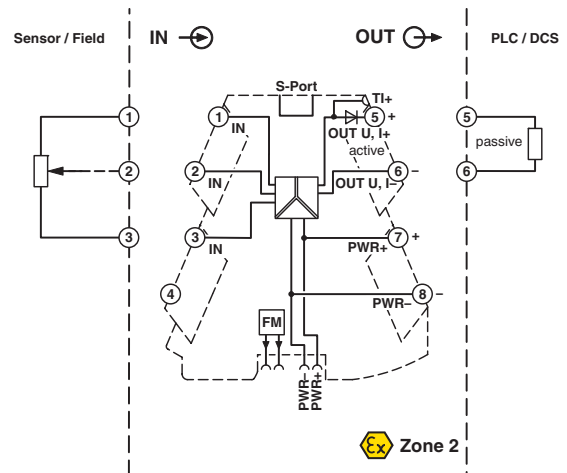 Sensor / Field
IN
OUT
PLC / DCS
S-Port
TI+
1
1
IN
5
+
OUT U, I+
active
5
passive
2
2
IN
6
–
OUT U, I–
6
3
3
IN
7
+
PWR+
4
8
–
PWR–
FM
PWR–
PWR+
Ex
Zone 2